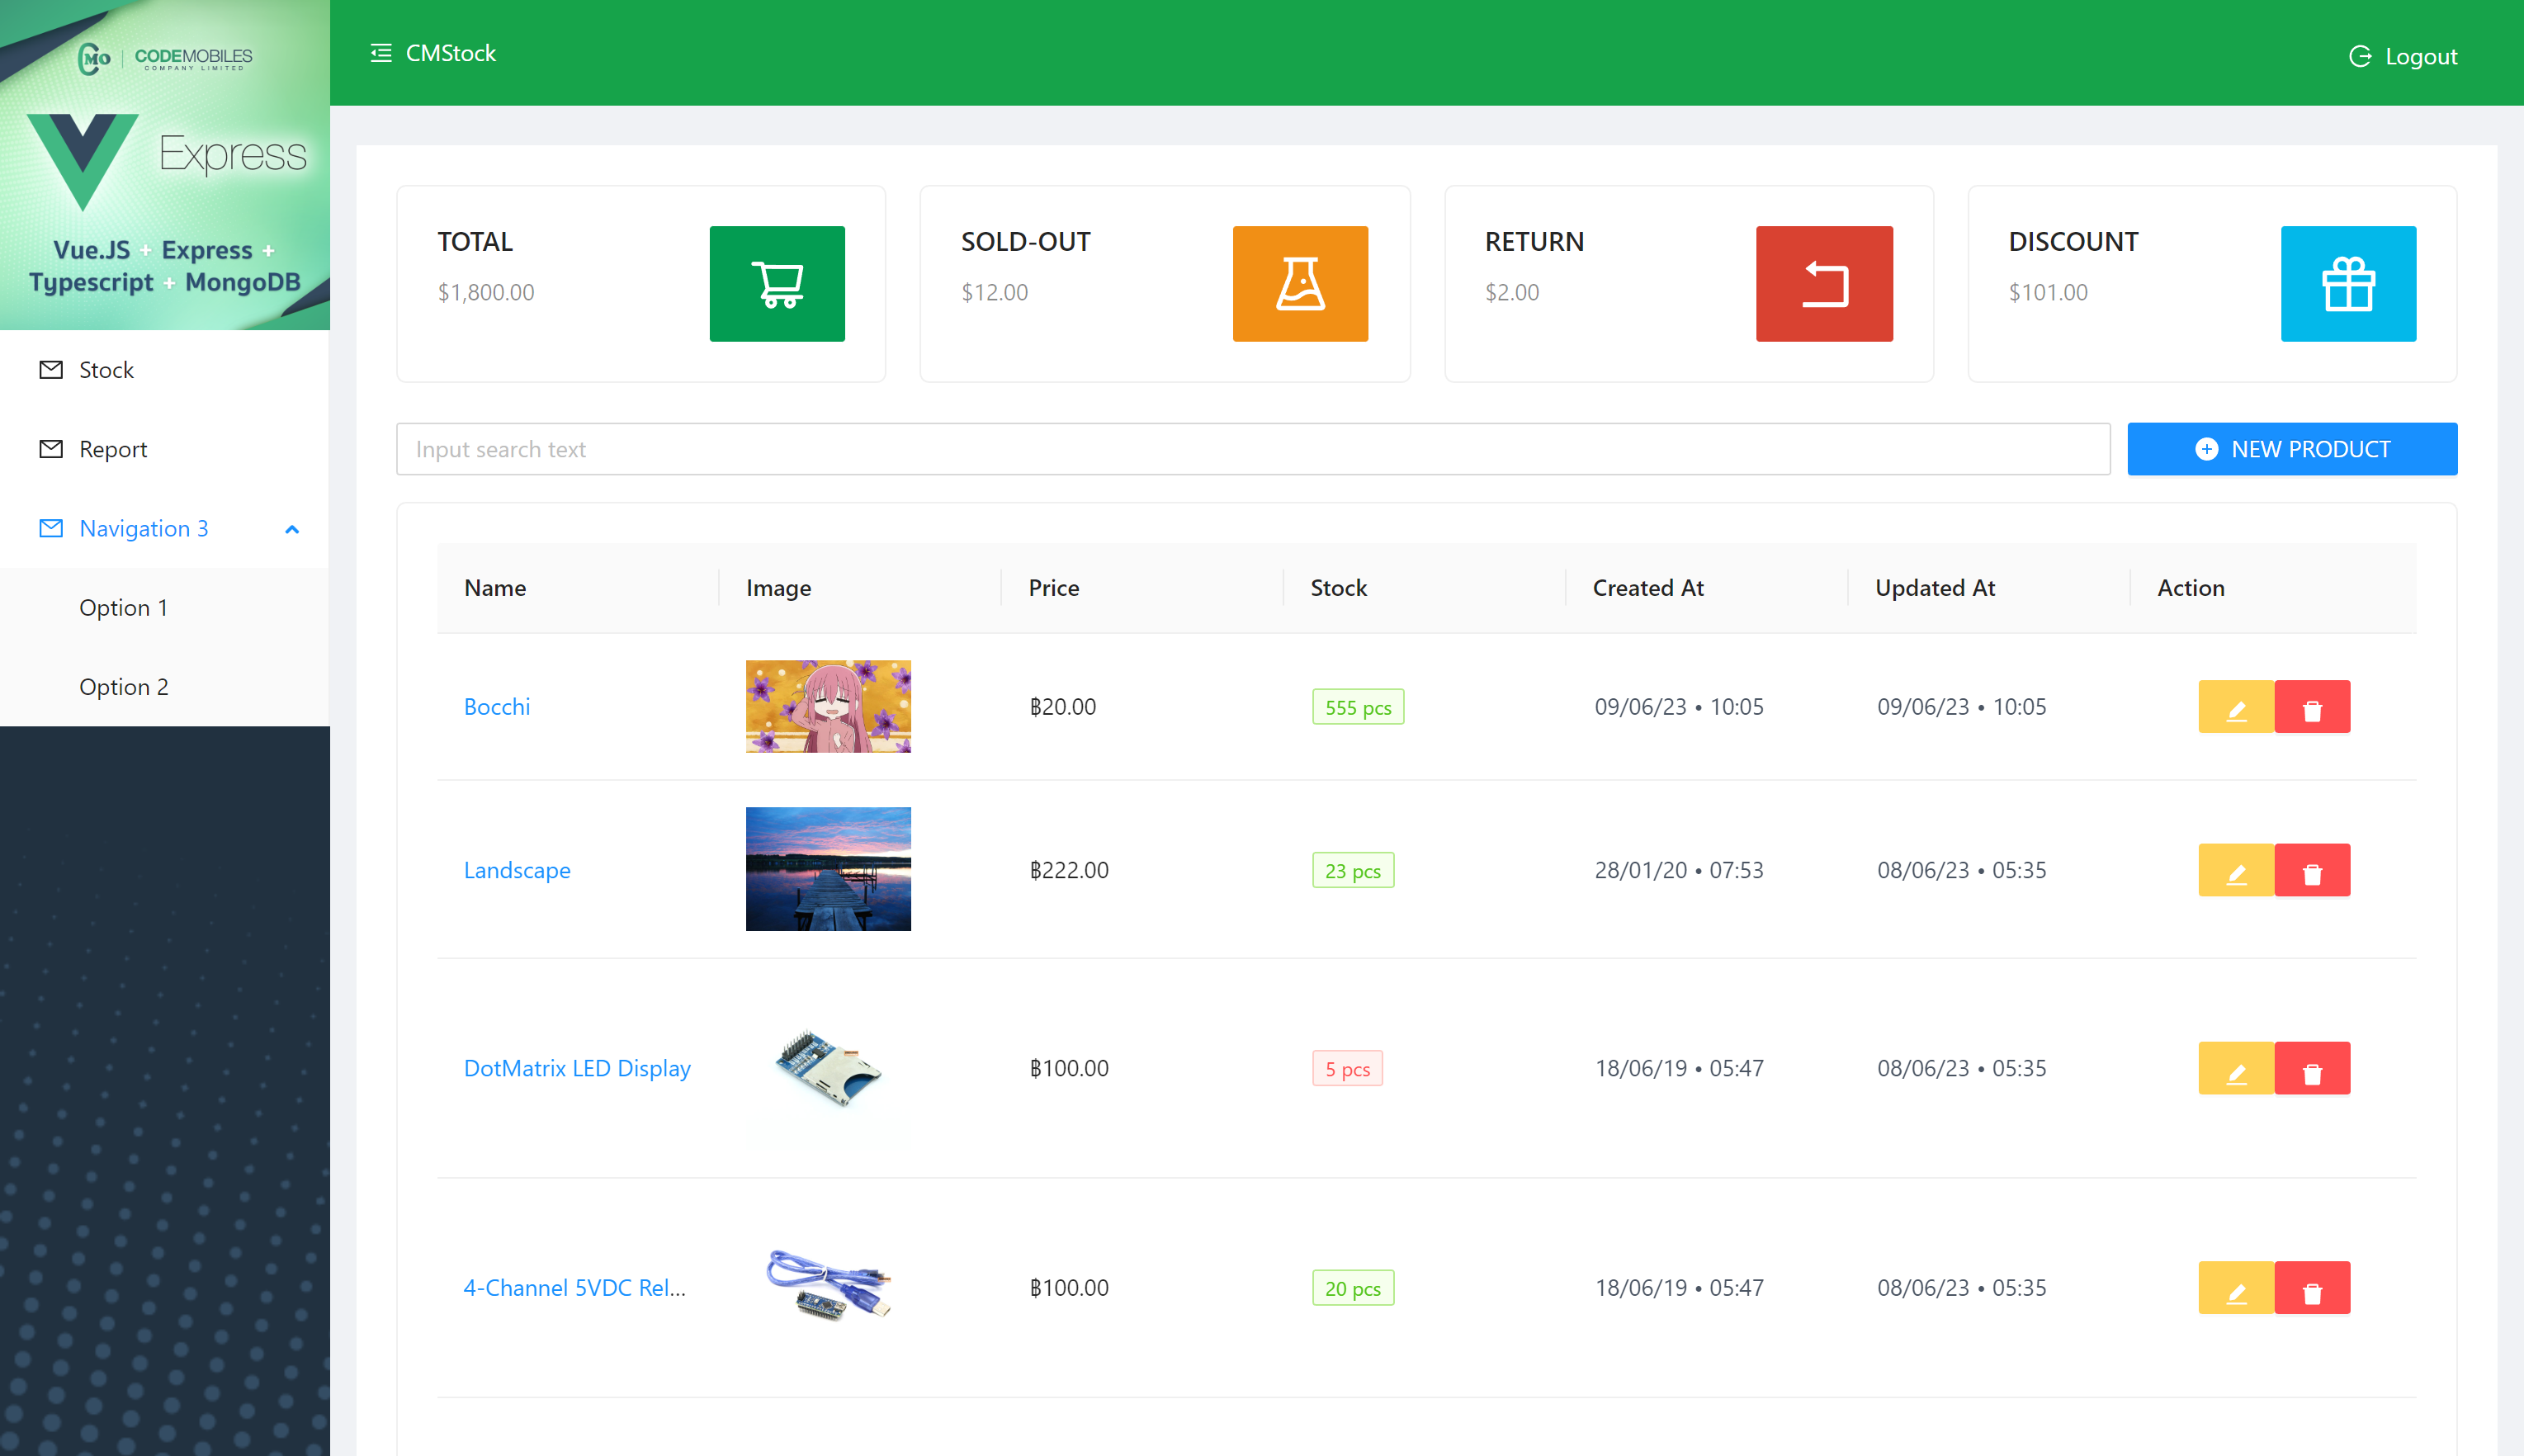 CMO | CODEMOBILES
COMPANY LIMITED
Express
Vue.JS + Express +
Typescript + MongoDB
Stock
Report
Navigation 3
Option 1
Option 2
CMStock
Logout
TOTAL
$1,800.00
SOLD-OUT
$12.00
RETURN
$2.00
DISCOUNT
$101.00
Input search text
NEW PRODUCT
Name Image Price Stock Created At Updated At Action
Bocchi ฿20.00 555 pcs 09/06/23 • 10:05 09/06/23 • 10:05
Landscape ฿222.00 23 pcs 28/01/20 • 07:53 08/06/23 • 05:35
DotMatrix LED Display ฿100.00 5 pcs 18/06/19 • 05:47 08/06/23 • 05:35
4-Channel 5VDC Rel... ฿100.00 20 pcs 18/06/19 • 05:47 08/06/23 • 05:35